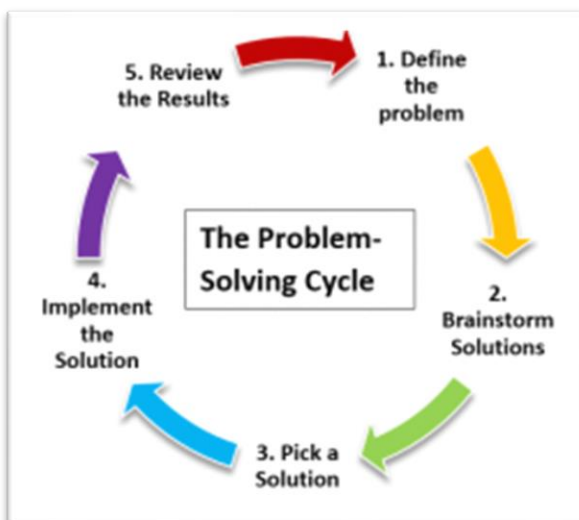 5. Review
the Results
1. Define
the
problem
The Problem-
Solving Cycle
2.
Brainstorm
Solutions
3. Pick a
Solution
4.
Implement
the
Solution